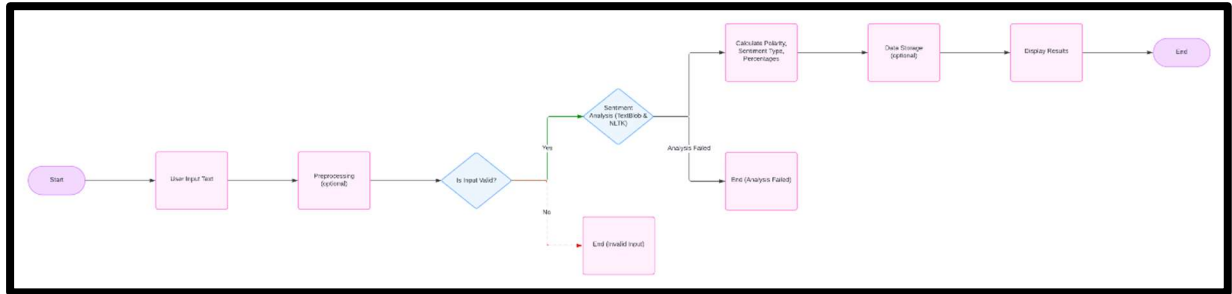 Start
User Input Text
Preprocessing
(optional)
Is Input Valid?
Yes
No
End (Invalid Input)
Sentiment
Analysis (TextBlob &
NLTK)
Analysis Failed
End (Analysis Failed)
Calculate Polarity,
Sentiment Type,
Percentages
Data Storage
(optional)
Display Results
End